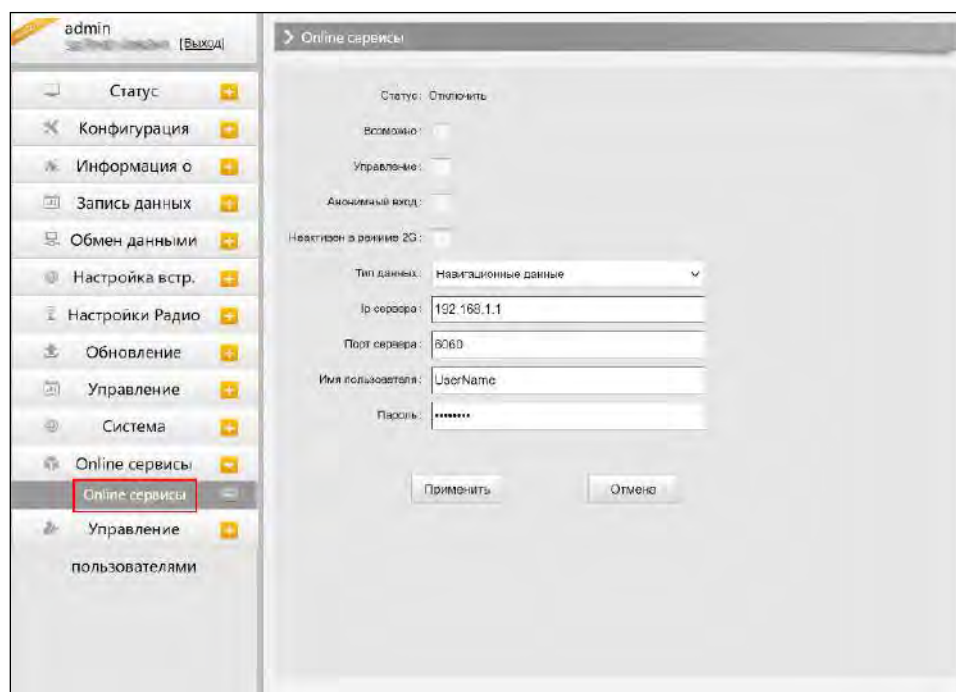 admin
[Выход]
Статус
Конфигурация
Информация о
Запись данных
Обмен данными
Настройка встр.
Настройки Радио
Обновление
Управление
Система
Online сервисы
Online сервисы
Управление
пользователями
Online сервисы
Статус: Отключить
Возможно:
Управление:
Анонимный вход:
Неактивен в режиме 2G:
Тип данных: Навигационные данные
Ip сервера: 192.168.1.1
Порт сервера: 6060
Имя пользователя: UserName
Пароль: ••••••••
Применить Отмена